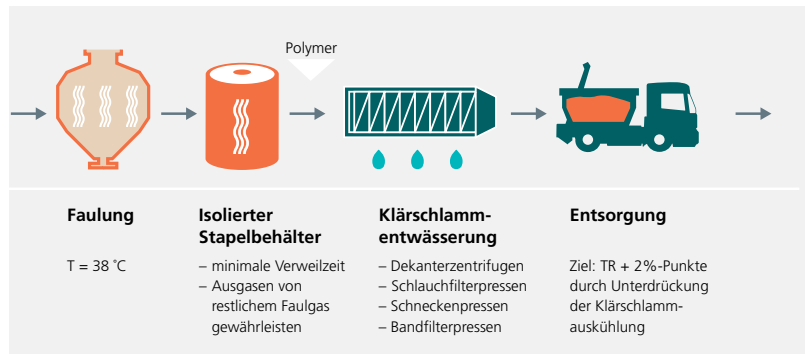 Polymer
Faulung
T = 38 ˚C
Isolierter
Stapelbehälter
– minimale Verweilzeit
– Ausgasen von
restlichem Faulgas
gewährleisten
Klärschlamm-
entwässerung
– Dekanterzentrifugen
– Schlauchfilterpressen
– Schneckenpressen
– Bandfilterpressen
Entsorgung
Ziel: TR + 2%-Punkte
durch Unterdrückung
der Klärschlamm-
auskühlung